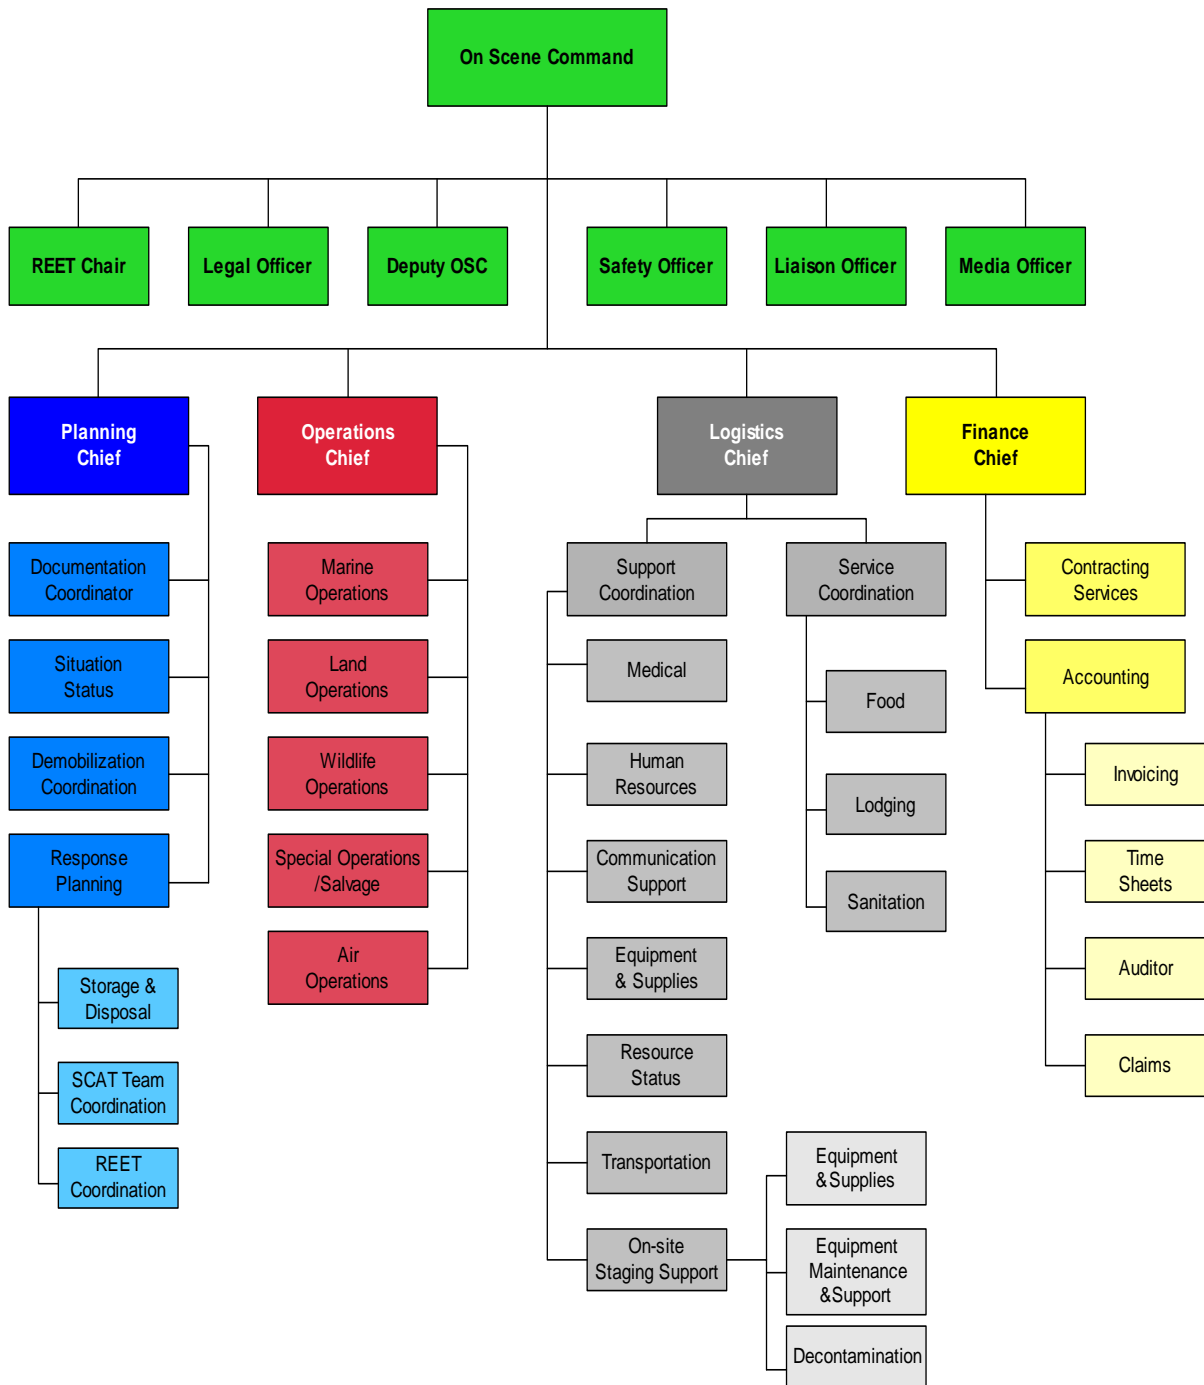 On Scene Command
REET Chair
Legal Officer
Deputy OSC
Safety Officer
Liaison Officer
Media Officer
Planning
Chief
Operations
Chief
Logistics
Chief
Finance
Chief
Documentation
Coordinator
Situation
Status
Demobilization
Coordination
Response
Planning
Storage &
Disposal
SCAT Team
Coordination
REET
Coordination
Marine
Operations
Land
Operations
Wildlife
Operations
Special Operations
/Salvage
Air
Operations
Support
Coordination
Medical
Human
Resources
Communication
Support
Equipment
& Supplies
Resource
Status
Transportation
On-site
Staging Support
Equipment
&Supplies
Equipment
Maintenance
&Support
Decontamination
Service
Coordination
Food
Lodging
Sanitation
Contracting
Services
Accounting
Invoicing
Time
Sheets
Auditor
Claims